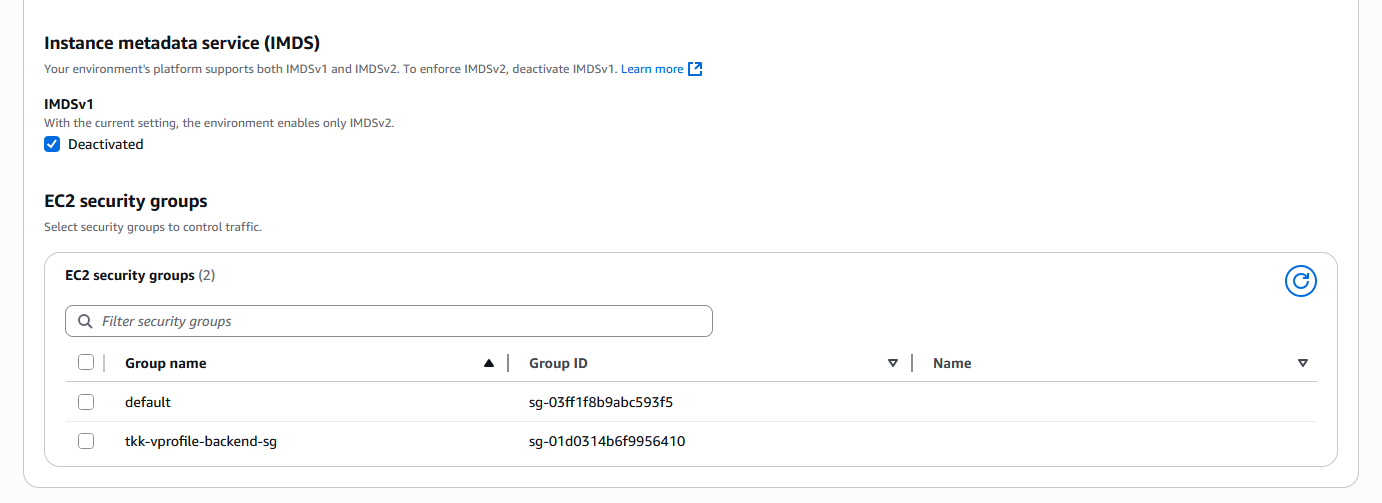 Instance metadata service (IMDS)
Your environment's platform supports both IMDSv1 and IMDSv2. To enforce IMDSv2, deactivate IMDSv1. Learn more
IMDSv1
With the current setting, the environment enables only IMDSv2.
Deactivated
EC2 security groups
Select security groups to control traffic.
EC2 security groups (2)
Filter security groups
Group name Group ID Name
default sg-03ff1f8b9abc593f5
tkk-vprofile-backend-sg sg-01d0314b6f9956410